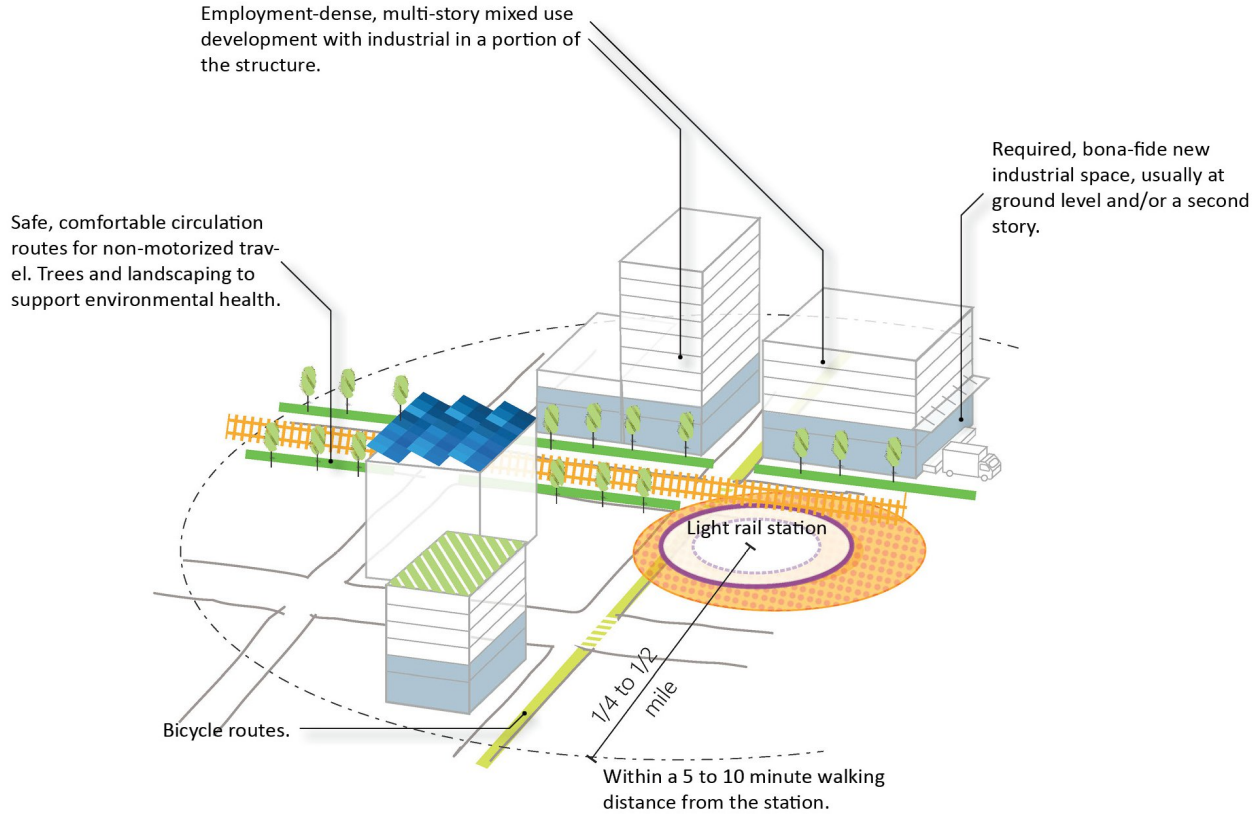 Employment-dense, multi-story mixed use
development with industrial in a portion of
the structure.
Required, bona-fide new
industrial space, usually at
ground level and/or a second
story.
Safe, comfortable circulation
routes for non-motorized trav-
el. Trees and landscaping to
support environmental health.
Light rail station
1/4 to 1/2
mile
Bicycle routes.
Within a 5 to 10 minute walking
distance from the station.